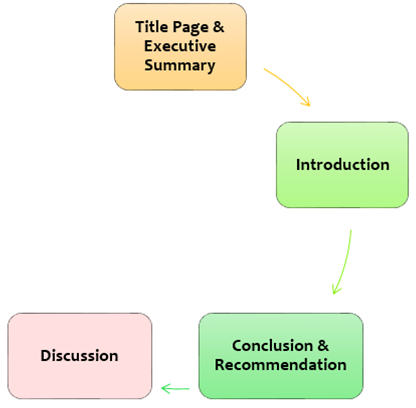 Title Page &
Executive
Summary
Introduction
Conclusion &
Recommendation
Discussion